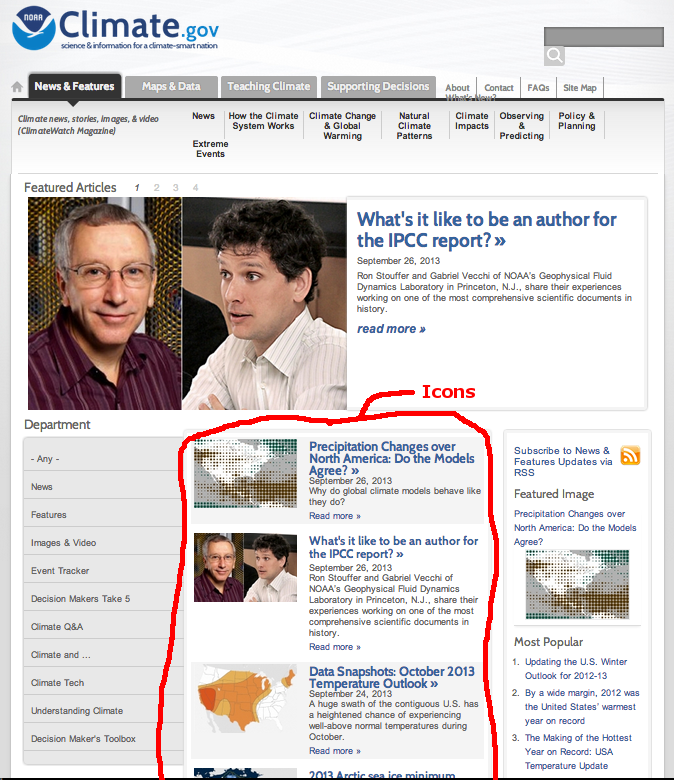 NOAA
Climate.gov
science & information for a climate-smart nation
News & Features
Maps & Data
Teaching Climate
Supporting Decisions
About
Contact
FAQs
Site Map
What's New?
Climate news, stories, images, & video
(ClimateWatch Magazine)
News
How the Climate
System Works
Climate Change
& Global
Warming
Natural
Climate
Patterns
Climate
Impacts
Observing
&
Predicting
Policy &
Planning
Extreme
Events
Featured Articles 1 2 3 4
What's it like to be an author for
the IPCC report? »
September 26, 2013
Ron Stouffer and Gabriel Vecchi of NOAA's Geophysical Fluid
Dynamics Laboratory in Princeton, N.J., share their experiences
working on one of the most comprehensive scientific documents in
history.
read more »
Icons
Department
- Any -
News
Features
Images & Video
Event Tracker
Decision Makers Take 5
Climate Q&A
Climate and ...
Climate Tech
Understanding Climate
Decision Maker's Toolbox
Precipitation Changes over
North America: Do the Models
Agree? »
September 26, 2013
Why do global climate models behave like
they do?
Read more »
What's it like to be an author for
the IPCC report? »
September 26, 2013
Ron Stouffer and Gabriel Vecchi of
NOAA's Geophysical Fluid Dynamics
Laboratory in Princeton, N.J., share their
experiences working on one of the most
comprehensive scientific documents in
history.
Read more »
Data Snapshots: October 2013
Temperature Outlook »
September 24, 2013
A huge swath of the contiguous U.S. has
a heightened chance of experiencing
well-above normal temperatures during
October.
Read more »
2013 Arctic sea ice minimum
Subscribe to News &
Features Updates via
RSS
Featured Image
Precipitation Changes over
North America: Do the Models
Agree?
Most Popular
1. Updating the U.S. Winter
Outlook for 2012-13
2. By a wide margin, 2012 was
the United States' warmest
year on record
3. The Making of the Hottest
Year on Record: USA
Temperature Update